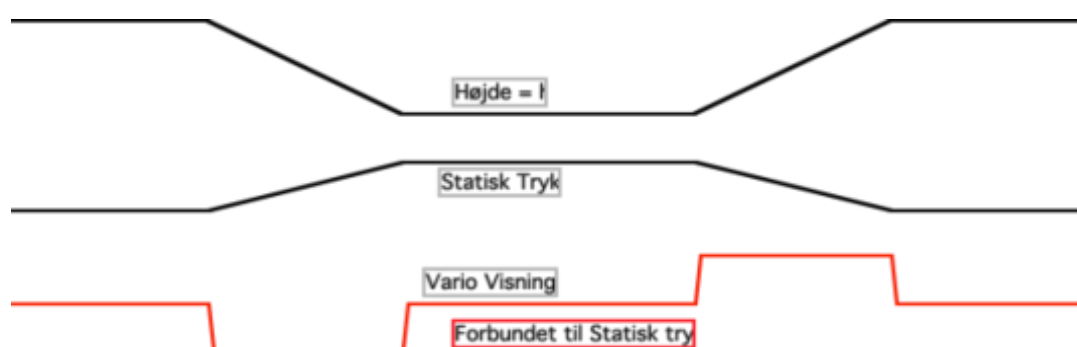 Højde =
Statisk Tryk
Vario Visning
Forbundet til Statisk try